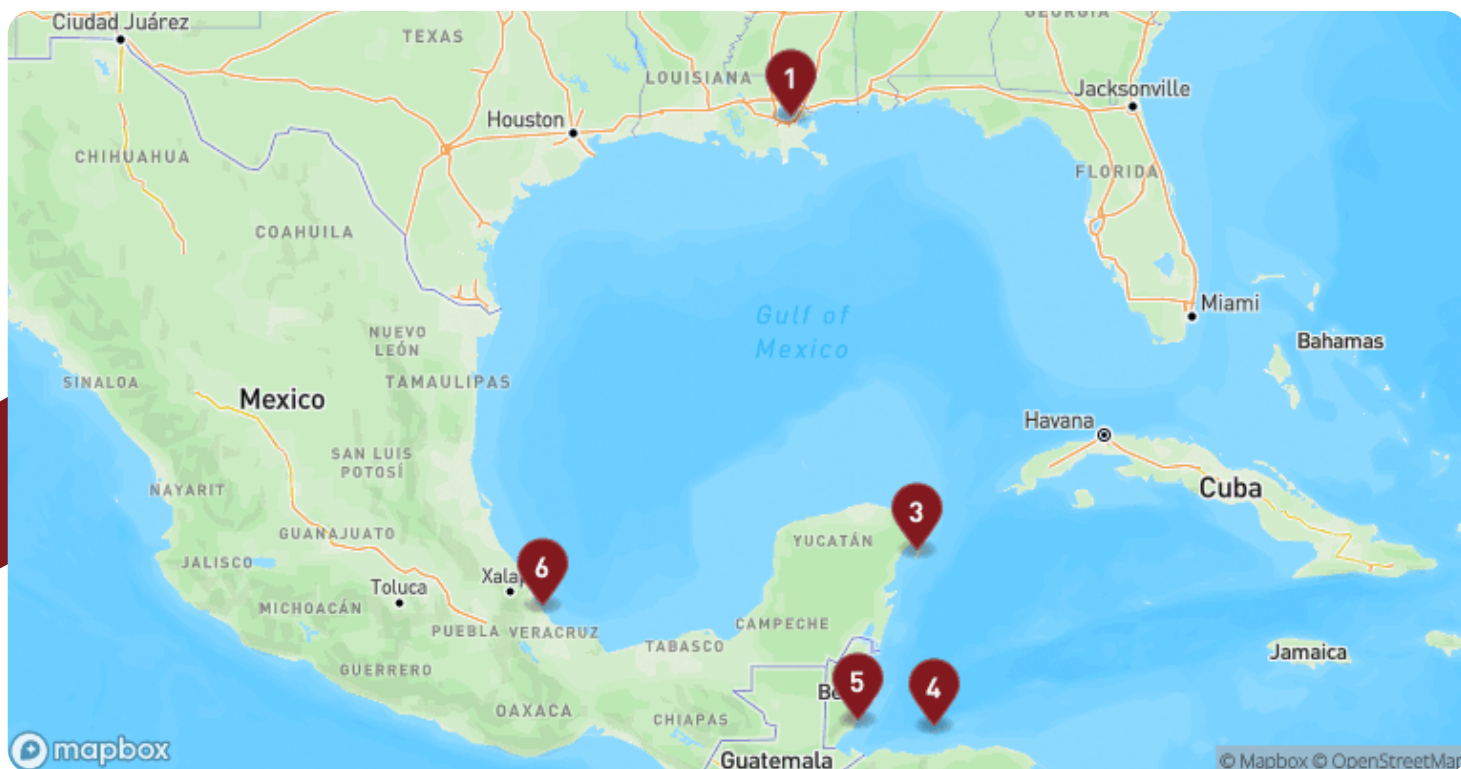 GEORGIA
Ciudad Juárez
TEXAS
LOUISIANA
1
Jacksonville
Houston
CHIHUAHUA
FLORIDA
COAHUILA
Miami
Gulf of
Mexico
NUEVO
LEÓN
Bahamas
SINALOA
TAMAULIPAS
Mexico
Havana
SAN LUIS
POTOSÍ
Cuba
NAYARIT
3
GUANAJUATO
YUCATÁN
JALISCO
6
Xalap
Toluca
MICHOACÁN
PUEBLA
VERACRUZ
CAMPECHE
TABASCO
Jamaica
GUERRERO
5
4
Be
OAXACA
CHIAPAS
mapbox
Guatemala
© Mapbox © OpenStreetMap